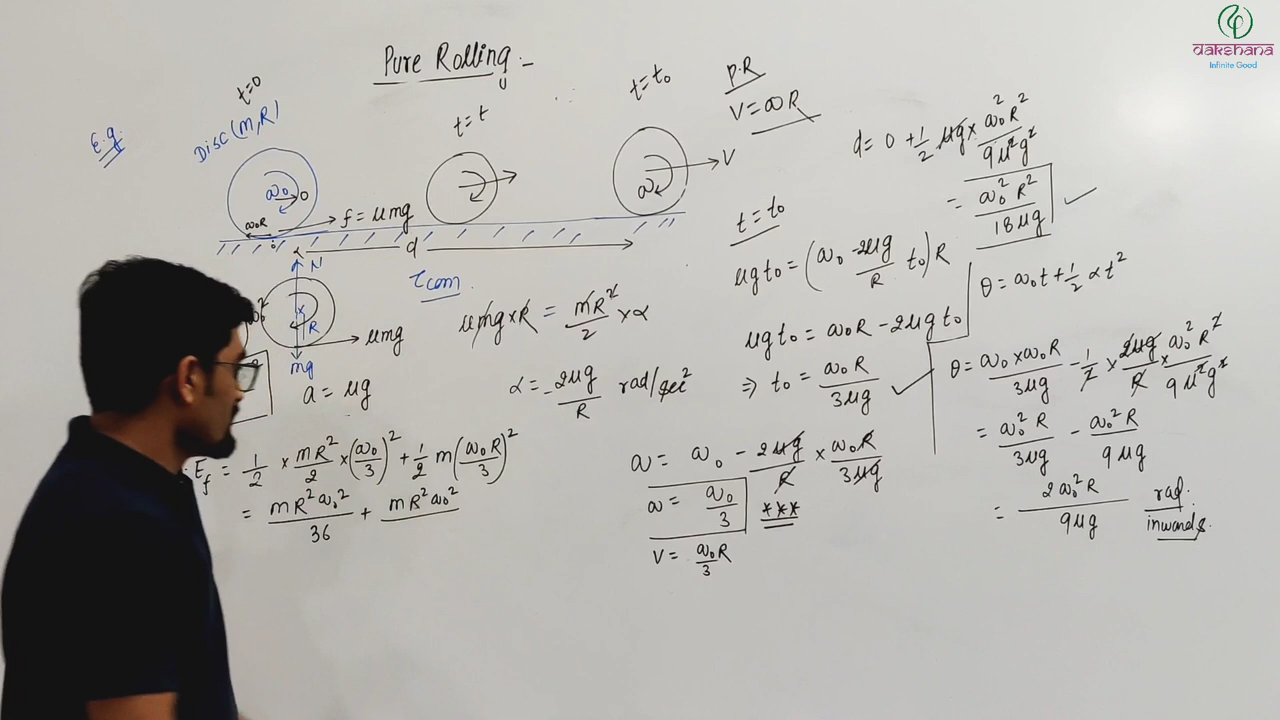 Pure Rolling :-
dakshana
Infinite Good
E.g.
t=0
Disc(m,R)
ω₀
0
ω₀R
f = μmg
t=t
d
t=t₀
V
ω
P.R
V = ωR
N
R
μmg
mg
a = μg
τcom
μmg×R = mR²/2 × α
α = -2μg/R rad/sec²
t=t₀
μgt₀ = (ω₀ - 2μg/R t₀)R
μgt₀ = ω₀R - 2μgt₀
⇒ t₀ = ω₀R/3μg
ω = ω₀ - 2μg/R × ω₀R/3μg
ω = ω₀/3 ***
V = ω₀/3 R
d = 0 + 1/2 μg × ω₀²R²/9μ²g²
= ω₀²R²/18μg
θ = ω₀t + 1/2 αt²
θ = ω₀×ω₀R/3μg - 1/2 × 2μg/R × ω₀²R²/9μ²g²
= ω₀²R/3μg - ω₀²R/9μg
= 2ω₀²R/9μg rad.
inwards.
E_f = 1/2 × mR²/2 × (ω₀/3)² + 1/2 m(ω₀R/3)²
= mR²ω₀²/36 + mR²ω₀²